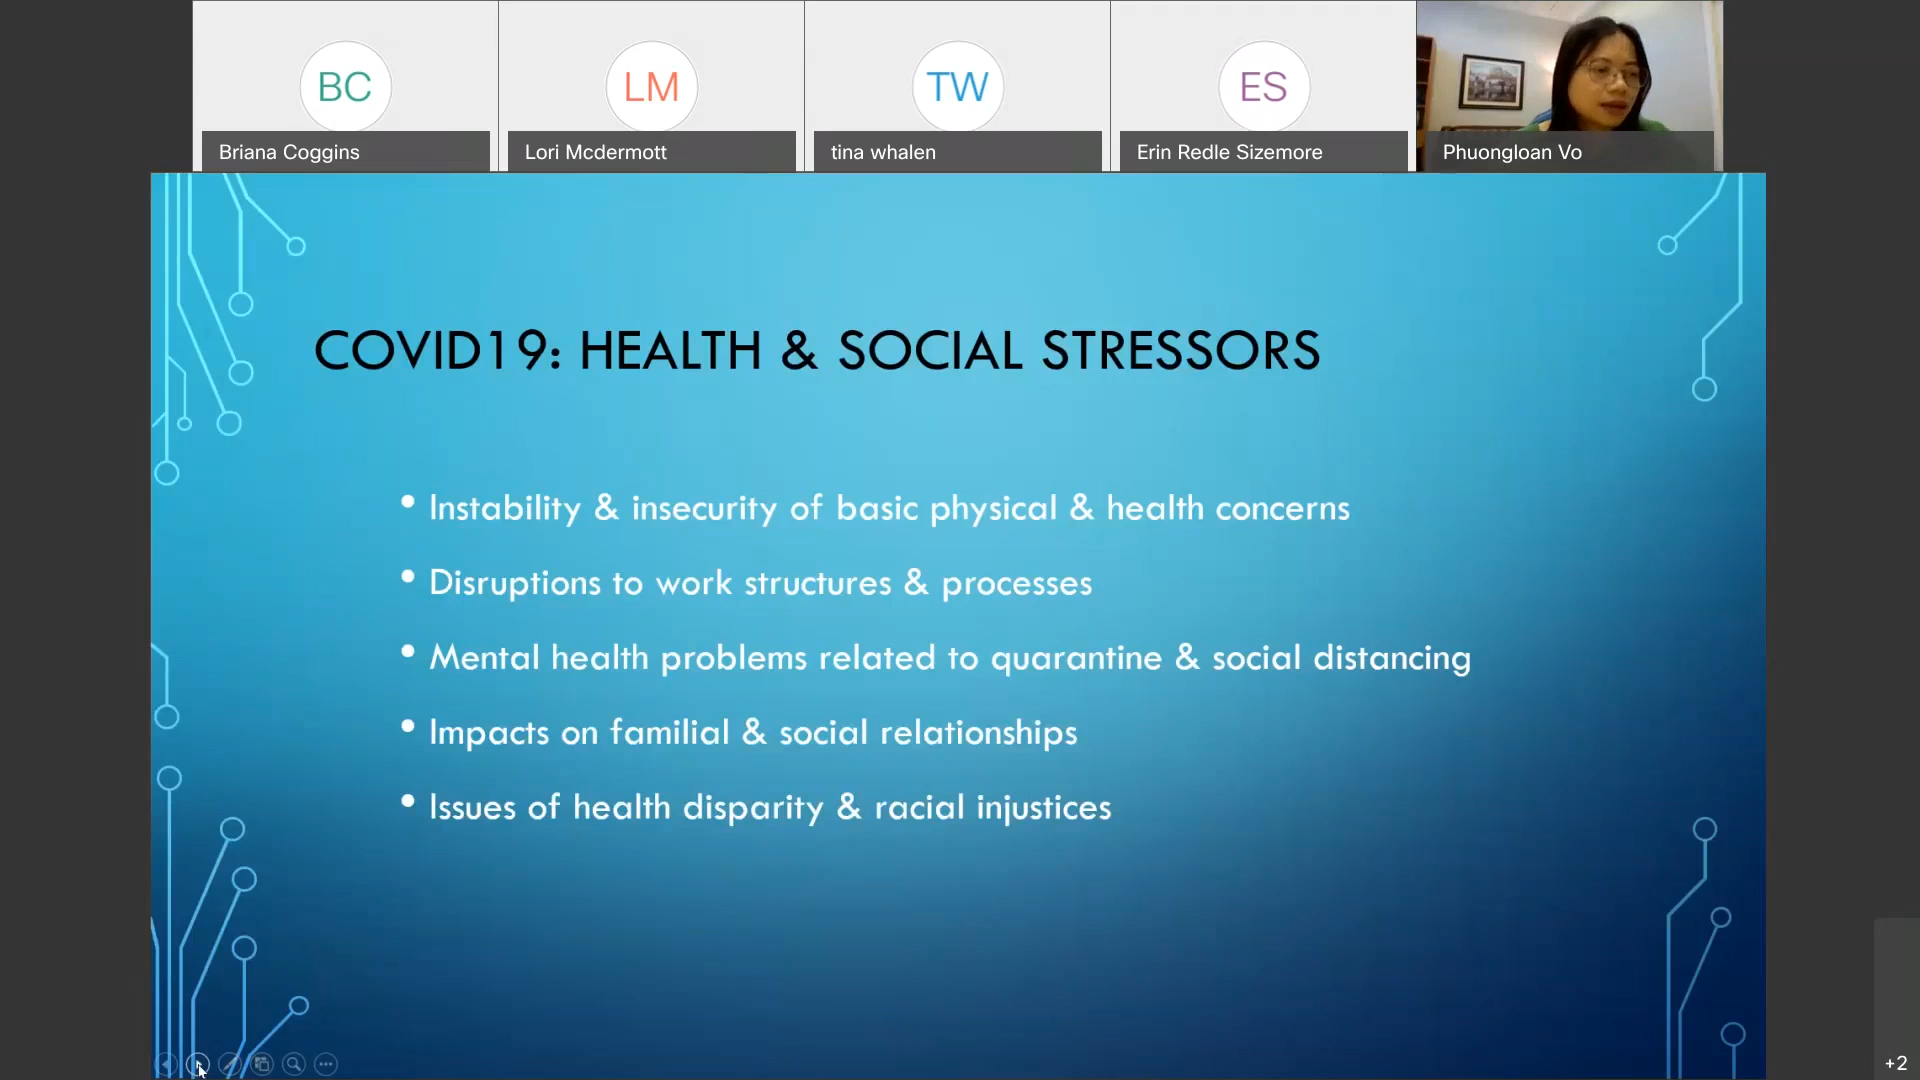 BC
LM
TW
ES
Briana Coggins
Lori Mcdermott
tina whalen
Erin Redle Sizemore
Phuongloan Vo
COVID19: HEALTH & SOCIAL STRESSORS
• Instability & insecurity of basic physical & health concerns
• Disruptions to work structures & processes
• Mental health problems related to quarantine & social distancing
• Impacts on familial & social relationships
• Issues of health disparity & racial injustices
+2